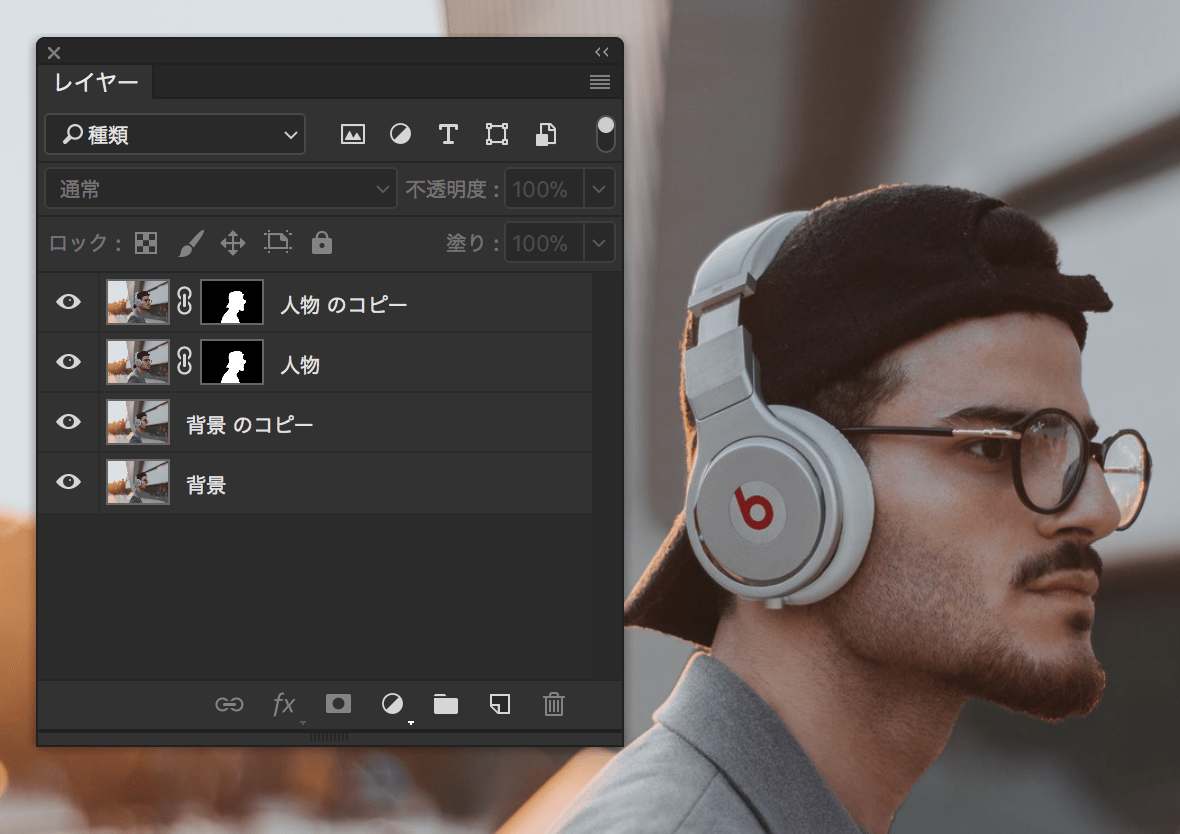 レイヤー
種類
通常 不透明度： 100%
ロック： 塗り： 100%
人物 のコピー
人物
背景 のコピー
背景
fx
b